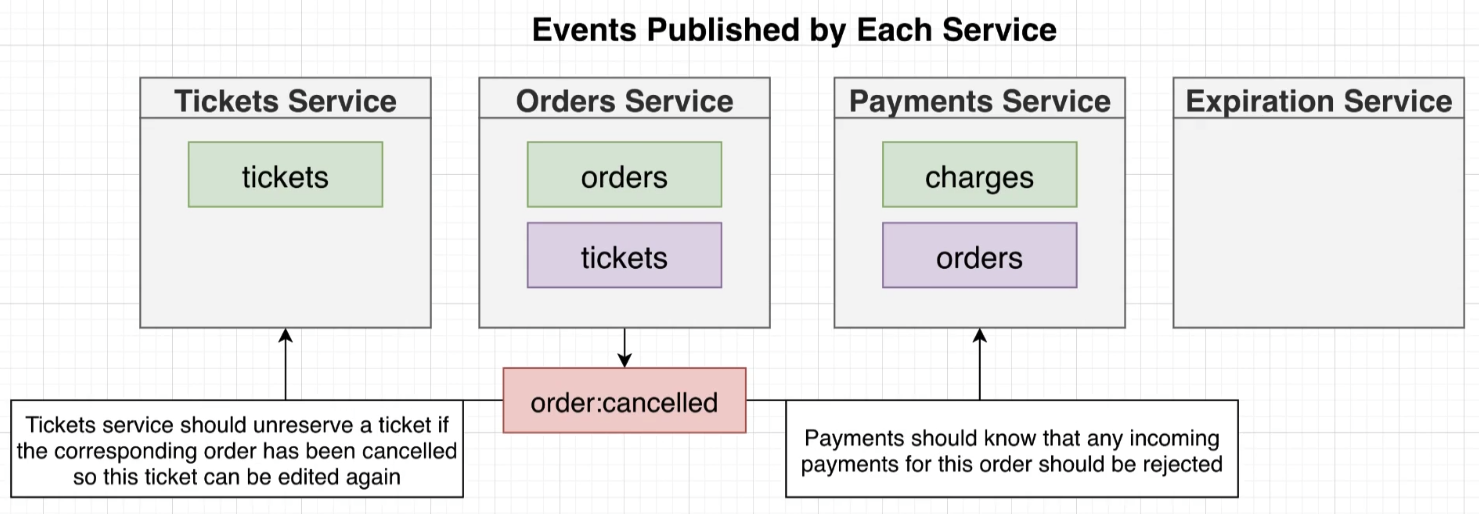 Events Published by Each Service
Tickets Service
tickets
Orders Service
orders
tickets
Payments Service
charges
orders
Expiration Service
order:cancelled
Tickets service should unreserve a ticket if
the corresponding order has been cancelled
so this ticket can be edited again
Payments should know that any incoming
payments for this order should be rejected